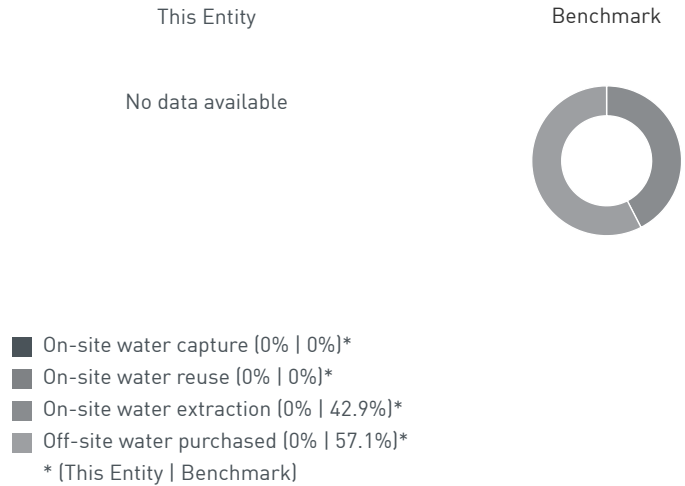 This Entity
Benchmark
No data available
On-site water capture (0% | 0%)*
On-site water reuse (0% | 0%)*
On-site water extraction (0% | 42.9%)*
Off-site water purchased (0% | 57.1%)*
* (This Entity | Benchmark)